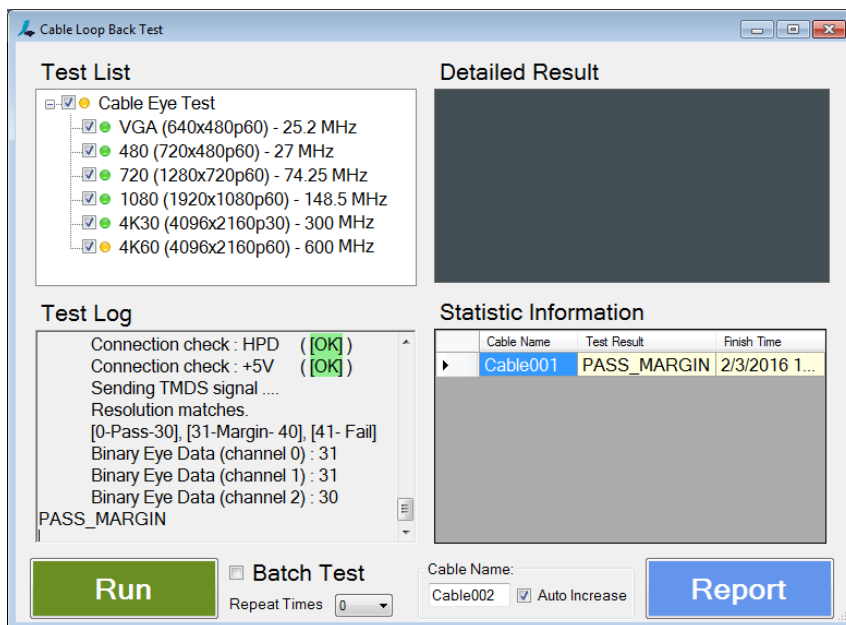 Cable Loop Back Test
Test List
Cable Eye Test
VGA (640x480p60) - 25.2 MHz
480 (720x480p60) - 27 MHz
720 (1280x720p60) - 74.25 MHz
1080 (1920x1080p60) - 148.5 MHz
4K30 (4096x2160p30) - 300 MHz
4K60 (4096x2160p60) - 600 MHz
Detailed Result
Test Log
Connection check : HPD ( [OK] )
Connection check : +5V ( [OK] )
Sending TMDS signal ....
Resolution matches.
[0-Pass-30], [31-Margin- 40], [41- Fail]
Binary Eye Data (channel 0) : 31
Binary Eye Data (channel 1) : 31
Binary Eye Data (channel 2) : 30
PASS_MARGIN
Statistic Information
Cable Name Test Result Finish Time
Cable001 PASS_MARGIN 2/3/2016 1...
Run
Batch Test
Repeat Times 0
Cable Name:
Cable002 Auto Increase
Report